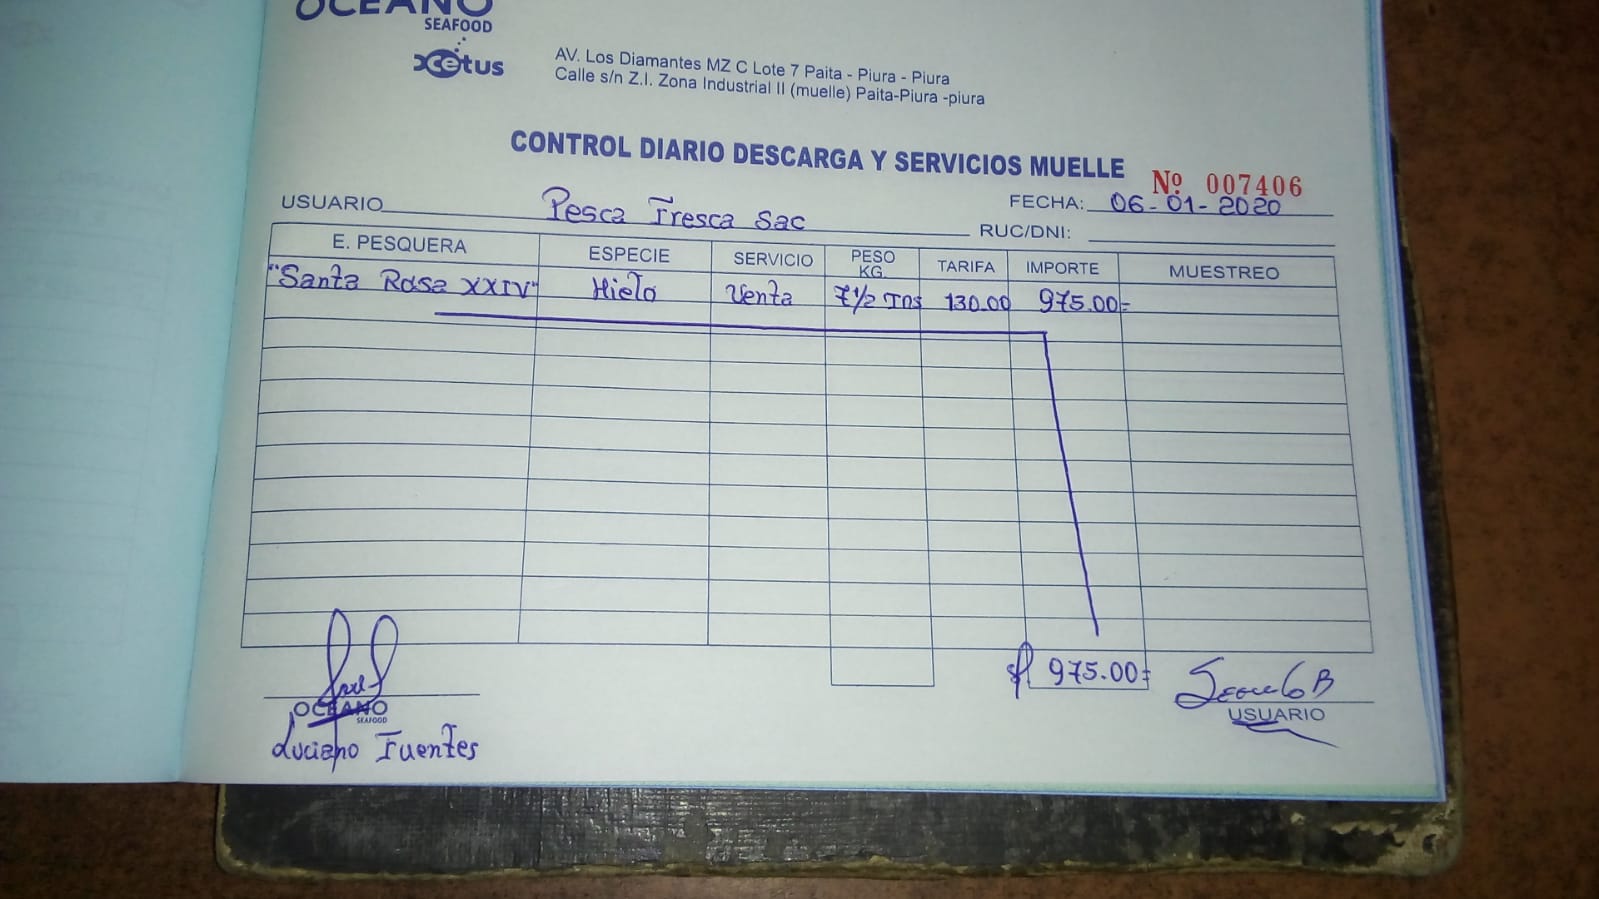 OCEANO
SEAFOOD
xcetus
AV. Los Diamantes MZ C Lote 7 Paita - Piura - Piura
Calle s/n Z.I. Zona Industrial II (muelle) Paita-Piura -piura
CONTROL DIARIO DESCARGA Y SERVICIOS MUELLE
Nº 007406
USUARIO Pesca Fresca Sac
FECHA: 06-01-2020
RUC/DNI:
E. PESQUERA ESPECIE SERVICIO PESO KG. TARIFA IMPORTE MUESTREO
"Santa Rosa XXIV" Hielo Venta 7 1/2 Tns 130.00 975.00=
S/ 975.00=
OCEANO
SEAFOOD
Luciano Fuentes
USUARIO